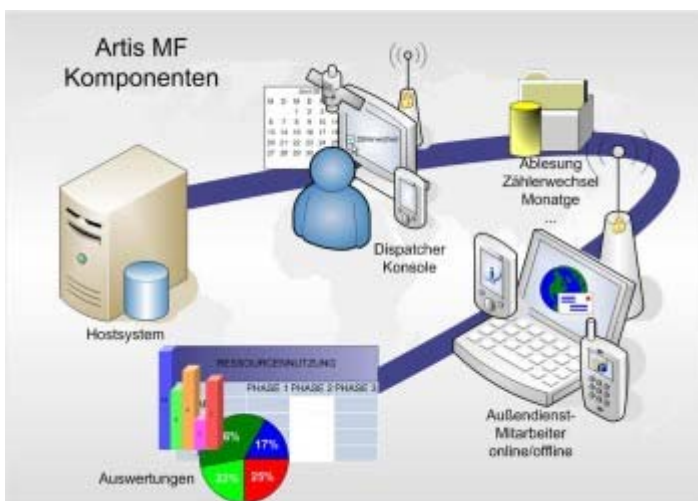 Artis MF
Komponenten
M D M D F S S
Zählerwechsel
Ablesung
Zählerwechsel
Monatge
...
Dispatcher
Konsole
Hostsystem
RESSOURCENNUTZUNG
PHASE 1 PHASE 2 PHASE 3
17%
25%
Außendienst-
Mitarbeiter
online/offline
Auswertungen